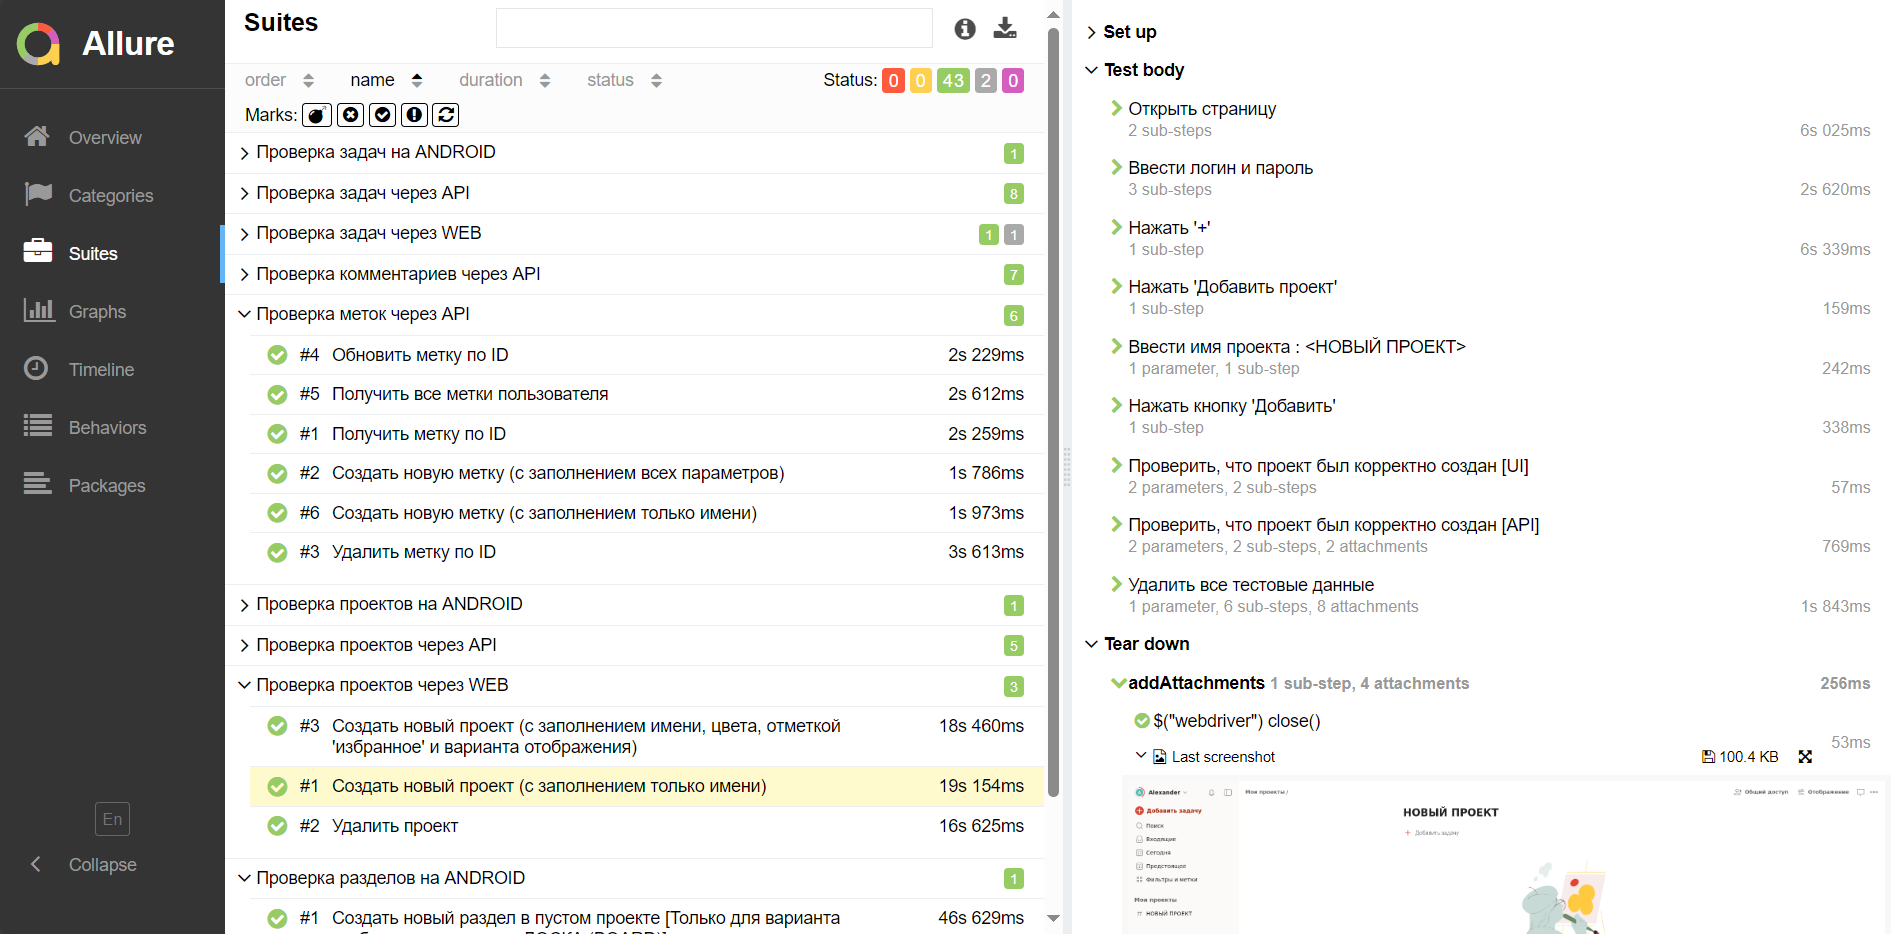 Allure
Overview
Categories
Suites
Graphs
Timeline
Behaviors
Packages
En
Collapse
Suites
order name duration status Status: 0 0 43 2 0
Marks:
Проверка задач на ANDROID 1
Проверка задач через API 8
Проверка задач через WEB 1 1
Проверка комментариев через API 7
Проверка меток через API 6
#4 Обновить метку по ID 2s 229ms
#5 Получить все метки пользователя 2s 612ms
#1 Получить метку по ID 2s 259ms
#2 Создать новую метку (с заполнением всех параметров) 1s 786ms
#6 Создать новую метку (с заполнением только имени) 1s 973ms
#3 Удалить метку по ID 3s 613ms
Проверка проектов на ANDROID 1
Проверка проектов через API 5
Проверка проектов через WEB 3
#3 Создать новый проект (с заполнением имени, цвета, отметкой 18s 460ms
'избранное' и варианта отображения)
#1 Создать новый проект (с заполнением только имени) 19s 154ms
#2 Удалить проект 16s 625ms
Проверка разделов на ANDROID 1
#1 Создать новый раздел в пустом проекте [Только для варианта 46s 629ms
Set up
Test body
Открыть страницу
2 sub-steps 6s 025ms
Ввести логин и пароль
3 sub-steps 2s 620ms
Нажать '+'
1 sub-step 6s 339ms
Нажать 'Добавить проект'
1 sub-step 159ms
Ввести имя проекта : <НОВЫЙ ПРОЕКТ>
1 parameter, 1 sub-step 242ms
Нажать кнопку 'Добавить'
1 sub-step 338ms
Проверить, что проект был корректно создан [UI]
2 parameters, 2 sub-steps 57ms
Проверить, что проект был корректно создан [API]
2 parameters, 2 sub-steps, 2 attachments 769ms
Удалить все тестовые данные
1 parameter, 6 sub-steps, 8 attachments 1s 843ms
Tear down
addAttachments 1 sub-step, 4 attachments 256ms
$("webdriver") close()
53ms
Last screenshot 100.4 KB
Alexander Мои проекты / Общий доступ Отображение
Добавить задачу НОВЫЙ ПРОЕКТ
Поиск Добавить задачу
Входящие
Сегодня
Предстоящее
Фильтры и метки
Мои проекты
НОВЫЙ ПРОЕКТ